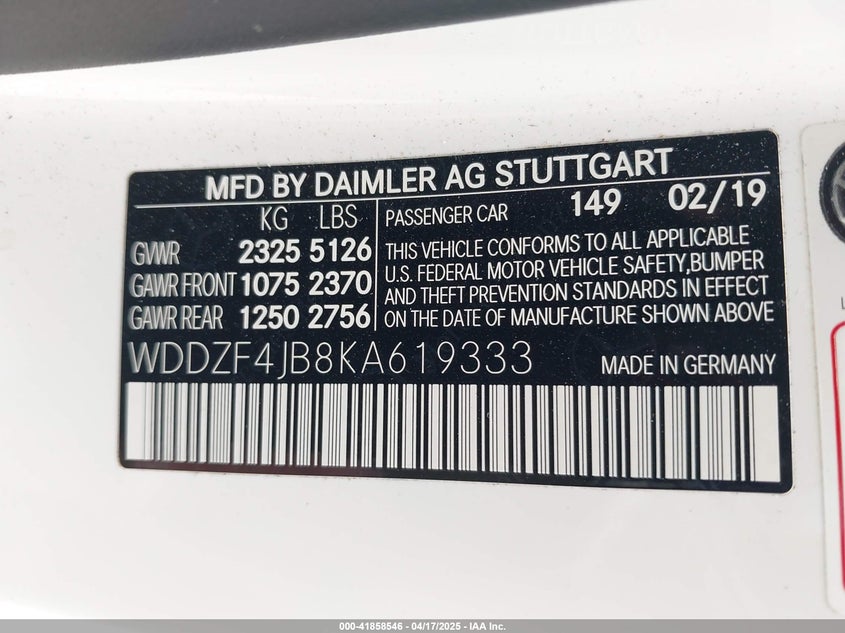 MFD BY DAIMLER AG STUTTGART
KG LBS
GVWR 2325 5126
GAWR FRONT 1075 2370
GAWR REAR 1250 2756
PASSENGER CAR 149 02/19
THIS VEHICLE CONFORMS TO ALL APPLICABLE
U.S. FEDERAL MOTOR VEHICLE SAFETY,BUMPER
AND THEFT PREVENTION STANDARDS IN EFFECT
ON THE DATE OF MANUFACTURE SHOWN ABOVE
WDDZF4JB8KA619333 MADE IN GERMANY
000-41858546 - 04/17/2025 - IAA Inc.